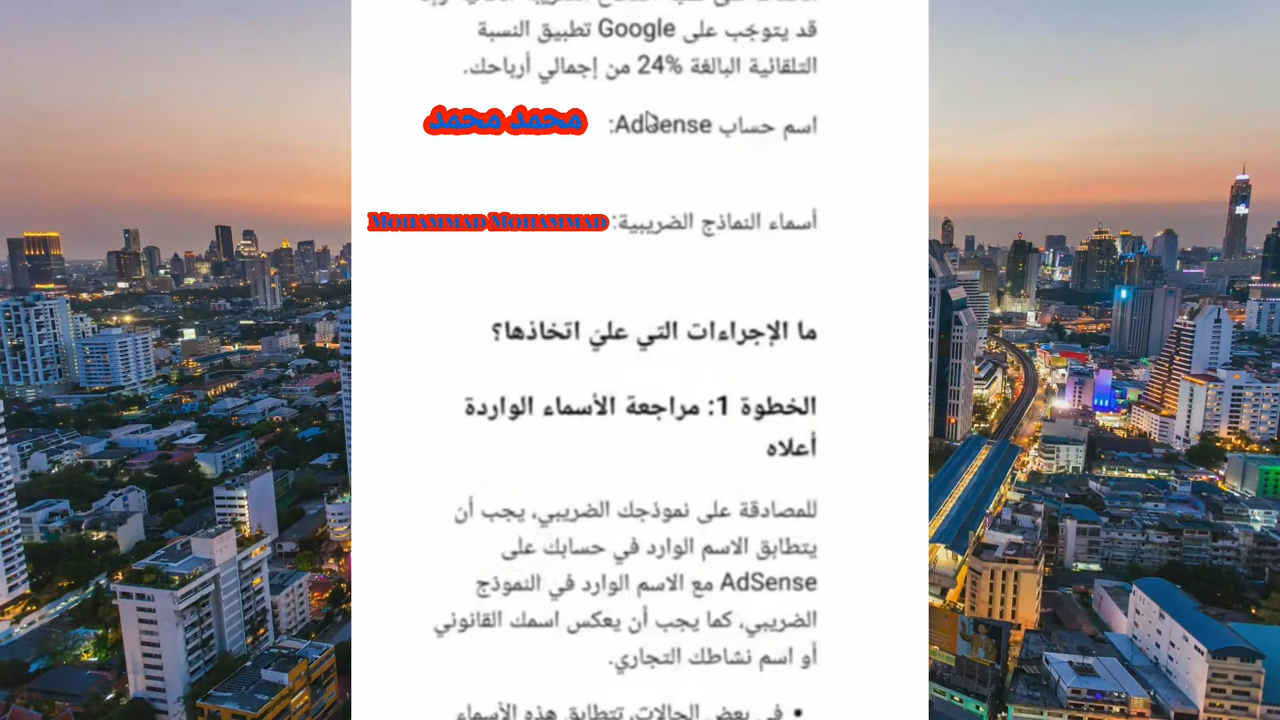 قد يتوجَب على Google تطبيق النسبة
التلقائية البالغة 24% من إجمالي أرباحك.
اسم حساب AdSense: محمد محمد
أسماء النماذج الضريبية: MOHAMMAD MOHAMMAD
ما الإجراءات التي عليَ اتخاذها؟
الخطوة 1: مراجعة الأسماء الواردة
أعلاه
للمصادقة على نموذجك الضريبي، يجب أن
يتطابق الاسم الوارد في حسابك على
AdSense مع الاسم الوارد في النموذج
الضريبي، كما يجب أن يعكس اسمك القانوني
أو اسم نشاطك التجاري.
• في بعض الحالات، تتطابق هذه الأسماء